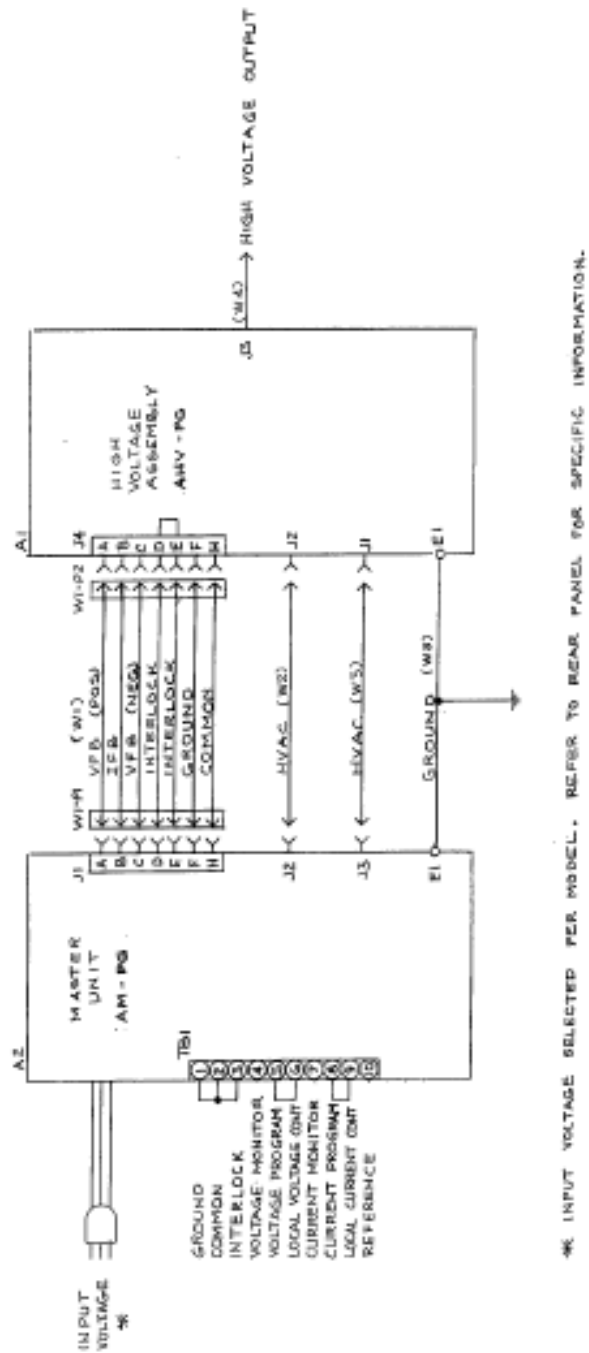 INPUT
VOLTAGE
*
A2
MASTER
UNIT
AM-PG
TB1
1
2
3
4
5
6
7
8
9
10
GROUND
COMMON
INTERLOCK
VOLTAGE MONITOR
VOLTAGE PROGRAM
LOCAL VOLTAGE CONT
CURRENT MONITOR
CURRENT PROGRAM
LOCAL CURRENT CONT
REFERENCE
J1
A
B
C
D
E
F
H
J2
J3
E1
W1-P1
(W1)
W1-P2
VFB (POS)
IFB
VFB (NEG)
INTERLOCK
INTERLOCK
GROUND
COMMON
HVAC (W2)
HVAC (W3)
GROUND (W8)
A1
J4
A
B
C
D
E
F
H
J2
J1
E1
HIGH
VOLTAGE
ASSEMBLY
AHV-PG
J3
(W4)
HIGH VOLTAGE OUTPUT
* INPUT VOLTAGE SELECTED PER MODEL. REFER TO REAR PANEL FOR SPECIFIC INFORMATION.